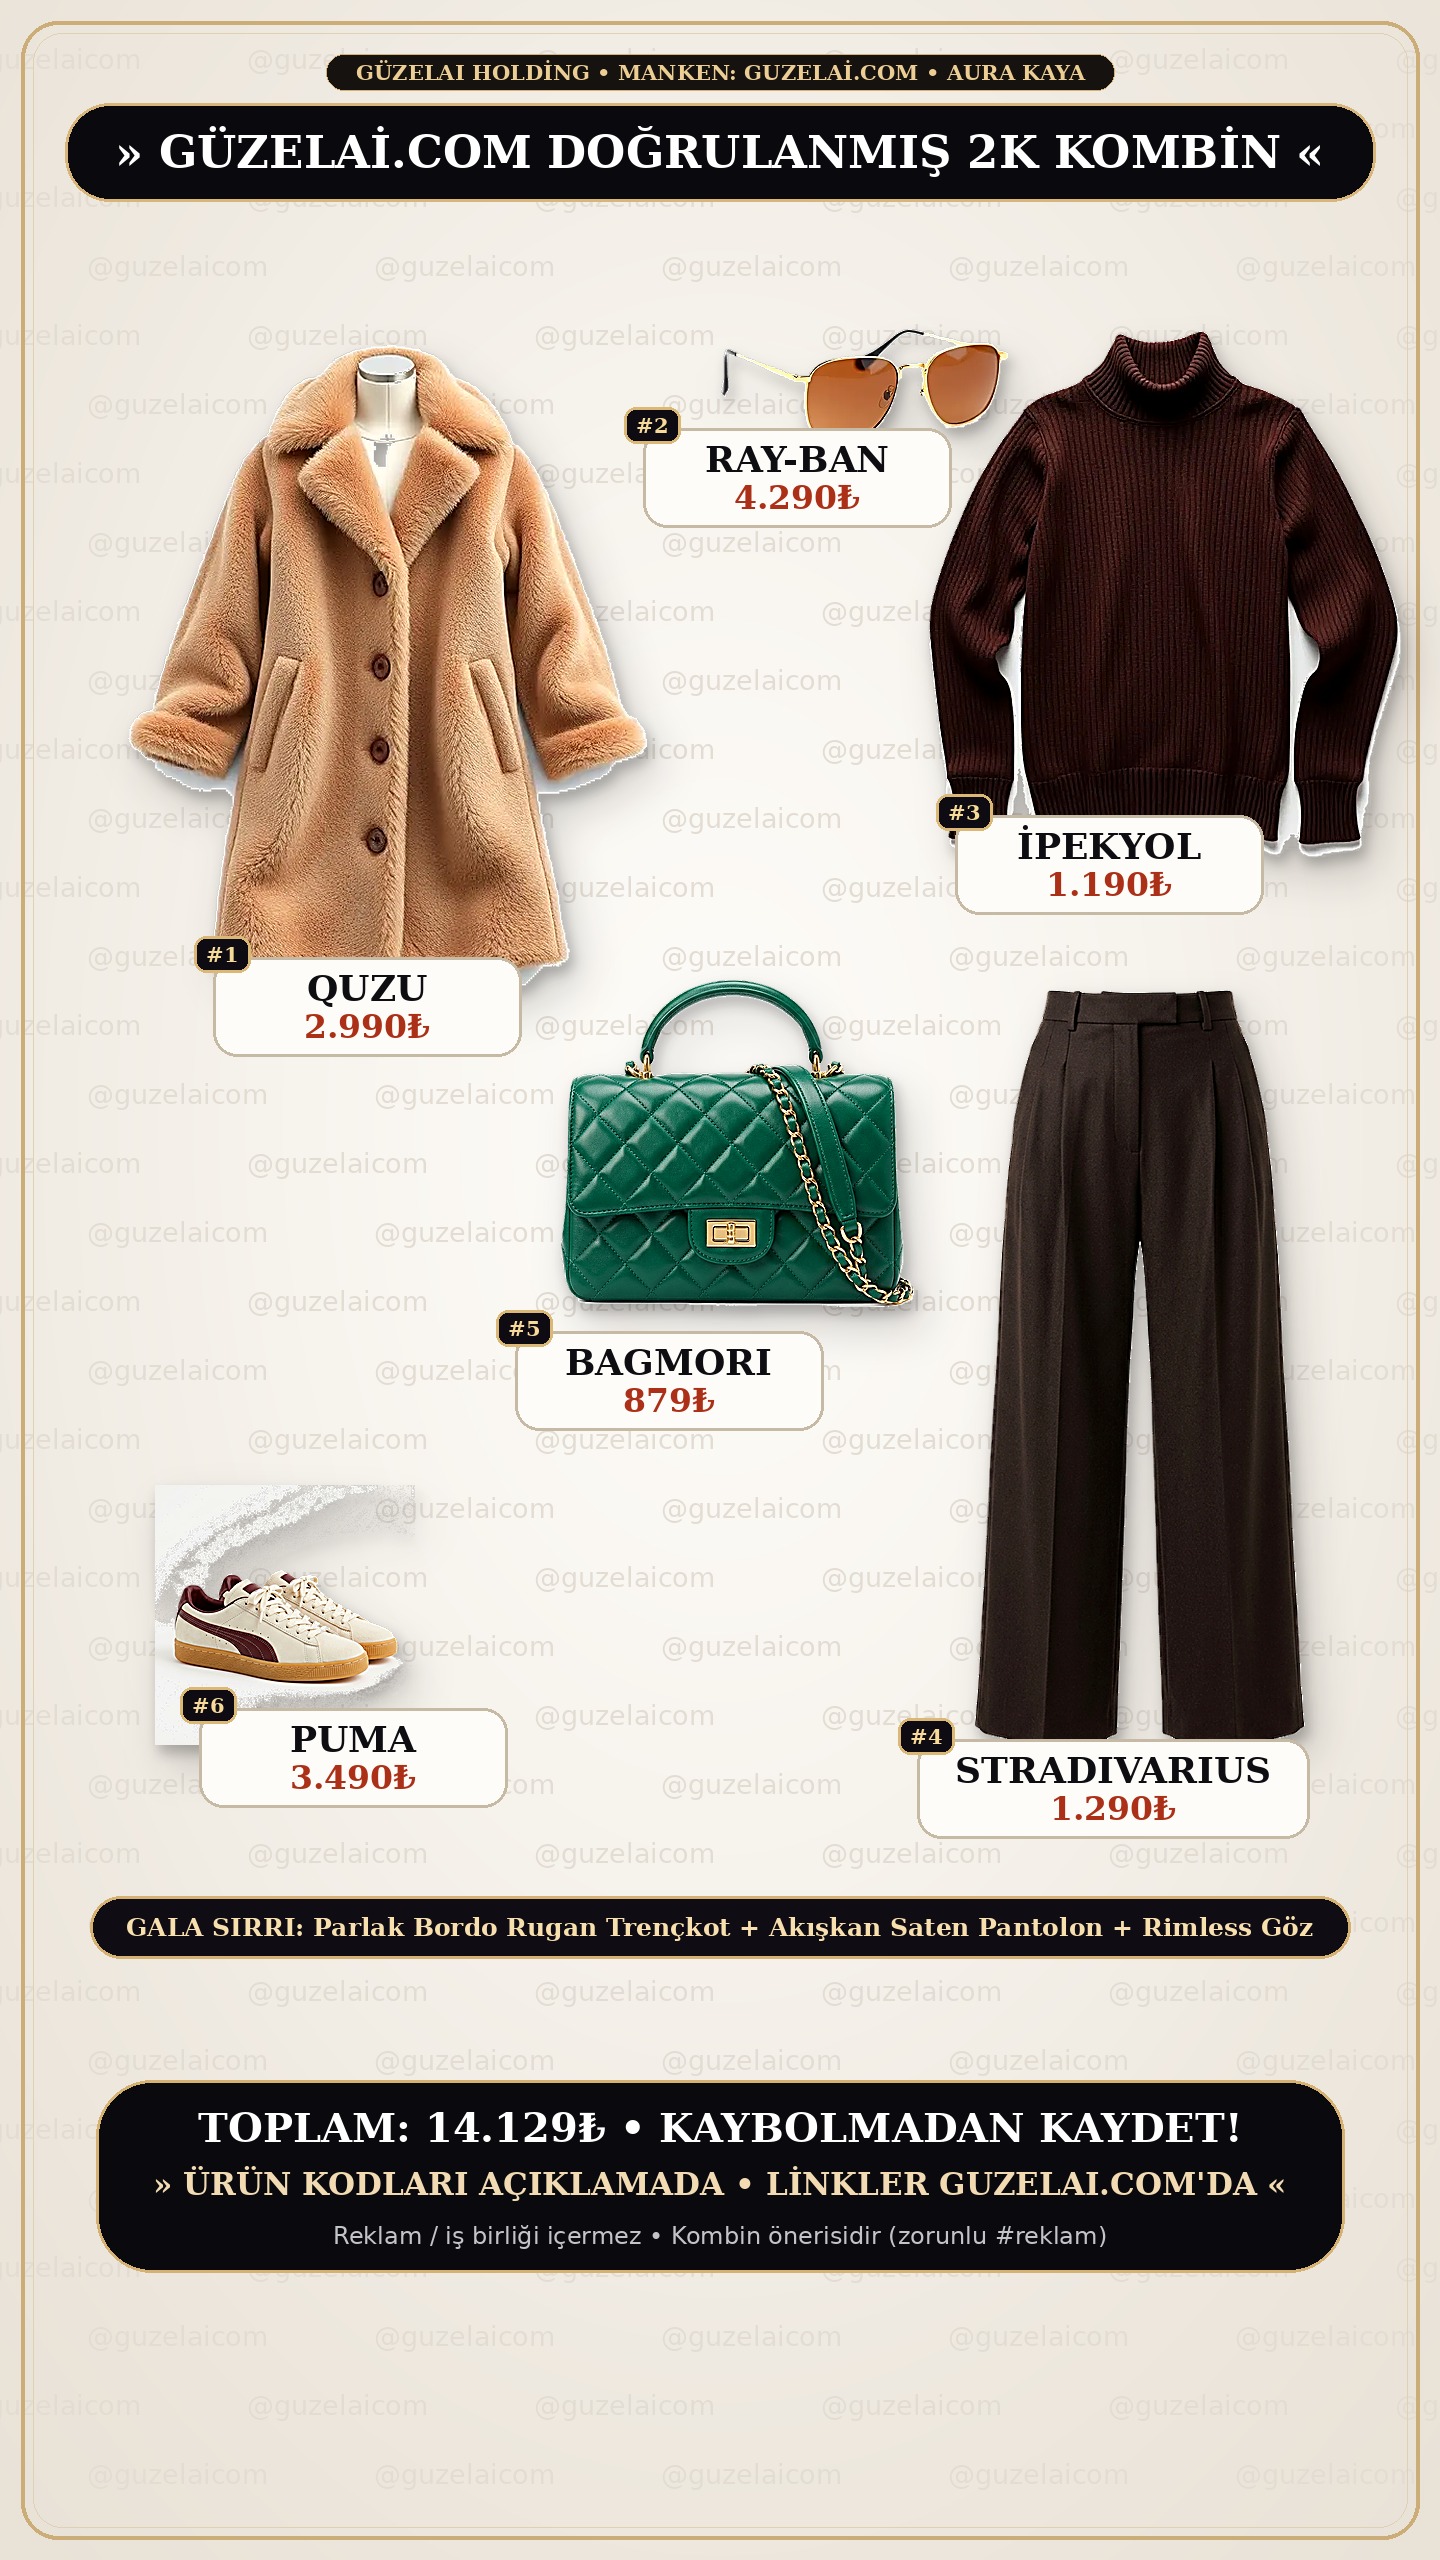 GÜZELAI HOLDİNG • MANKEN: GUZELAİ.COM • AURA KAYA
» GÜZELAİ.COM DOĞRULANMIŞ 2K KOMBİN «
#2
RAY-BAN
4.290₺
#3
İPEKYOL
1.190₺
#1
QUZU
2.990₺
#5
BAGMORI
879₺
#6
PUMA
3.490₺
#4
STRADIVARIUS
1.290₺
GALA SIRRI: Parlak Bordo Rugan Trençkot + Akışkan Saten Pantolon + Rimless Göz
TOPLAM: 14.129₺ • KAYBOLMADAN KAYDET!
» ÜRÜN KODLARI AÇIKLAMADA • LİNKLER GUZELAI.COM'DA «
Reklam / iş birliği içermez • Kombin önerisidir (zorunlu #reklam)
@guzelaicom